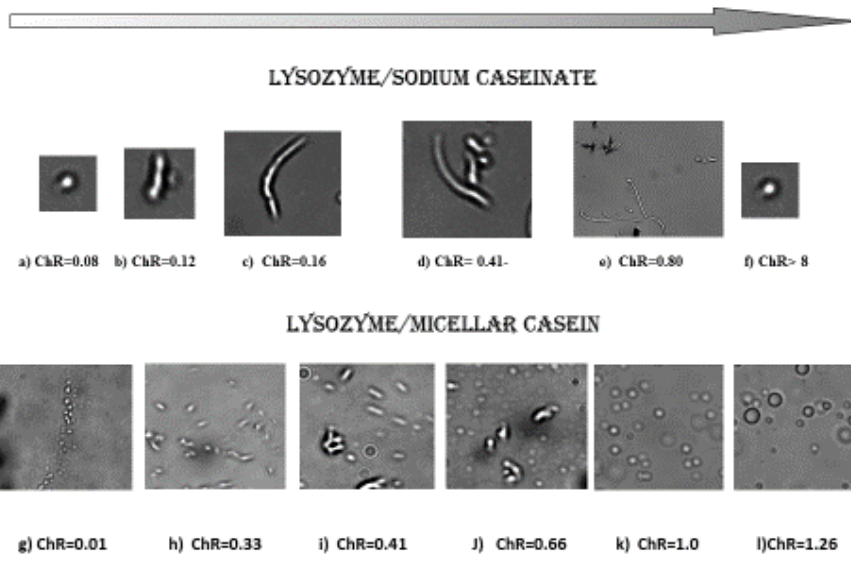 LYSOZYME/SODIUM CASEINATE
a) ChR=0.08 b) ChR=0.12 c) ChR=0.16 d) ChR= 0.41- e) ChR=0.80 f) ChR> 8
LYSOZYME/MICELLAR CASEIN
g) ChR=0.01 h) ChR=0.33 i) ChR=0.41 J) ChR=0.66 k) ChR=1.0 l)ChR=1.26